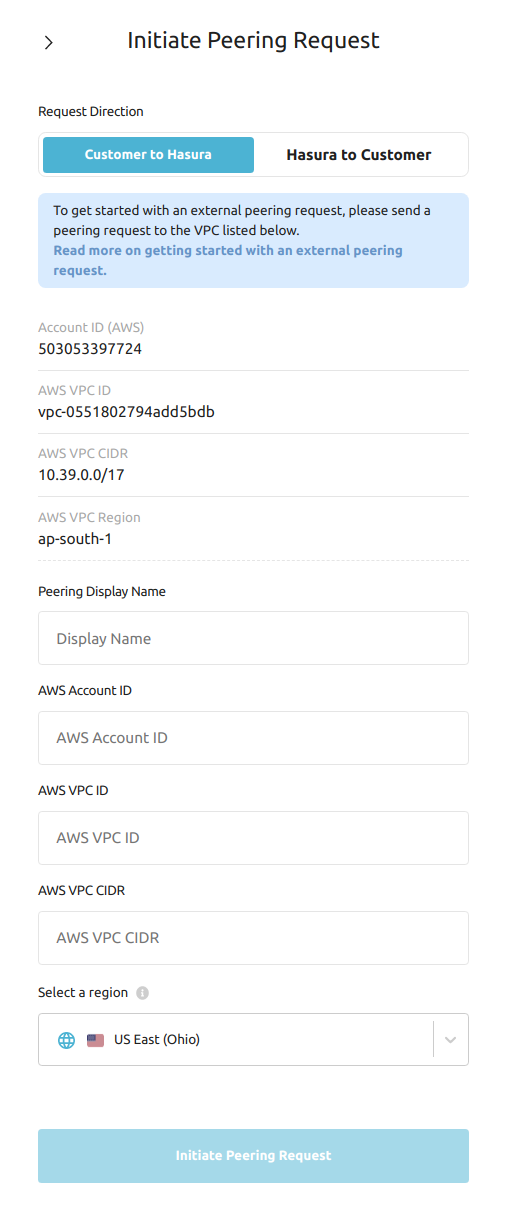 Initiate Peering Request
Request Direction
Customer to Hasura
Hasura to Customer
To get started with an external peering request, please send a
peering request to the VPC listed below.
Read more on getting started with an external peering
request.
Account ID (AWS)
503053397724
AWS VPC ID
vpc-0551802794add5bdb
AWS VPC CIDR
10.39.0.0/17
AWS VPC Region
ap-south-1
Peering Display Name
Display Name
AWS Account ID
AWS Account ID
AWS VPC ID
AWS VPC ID
AWS VPC CIDR
AWS VPC CIDR
Select a region
US East (Ohio)
Initiate Peering Request